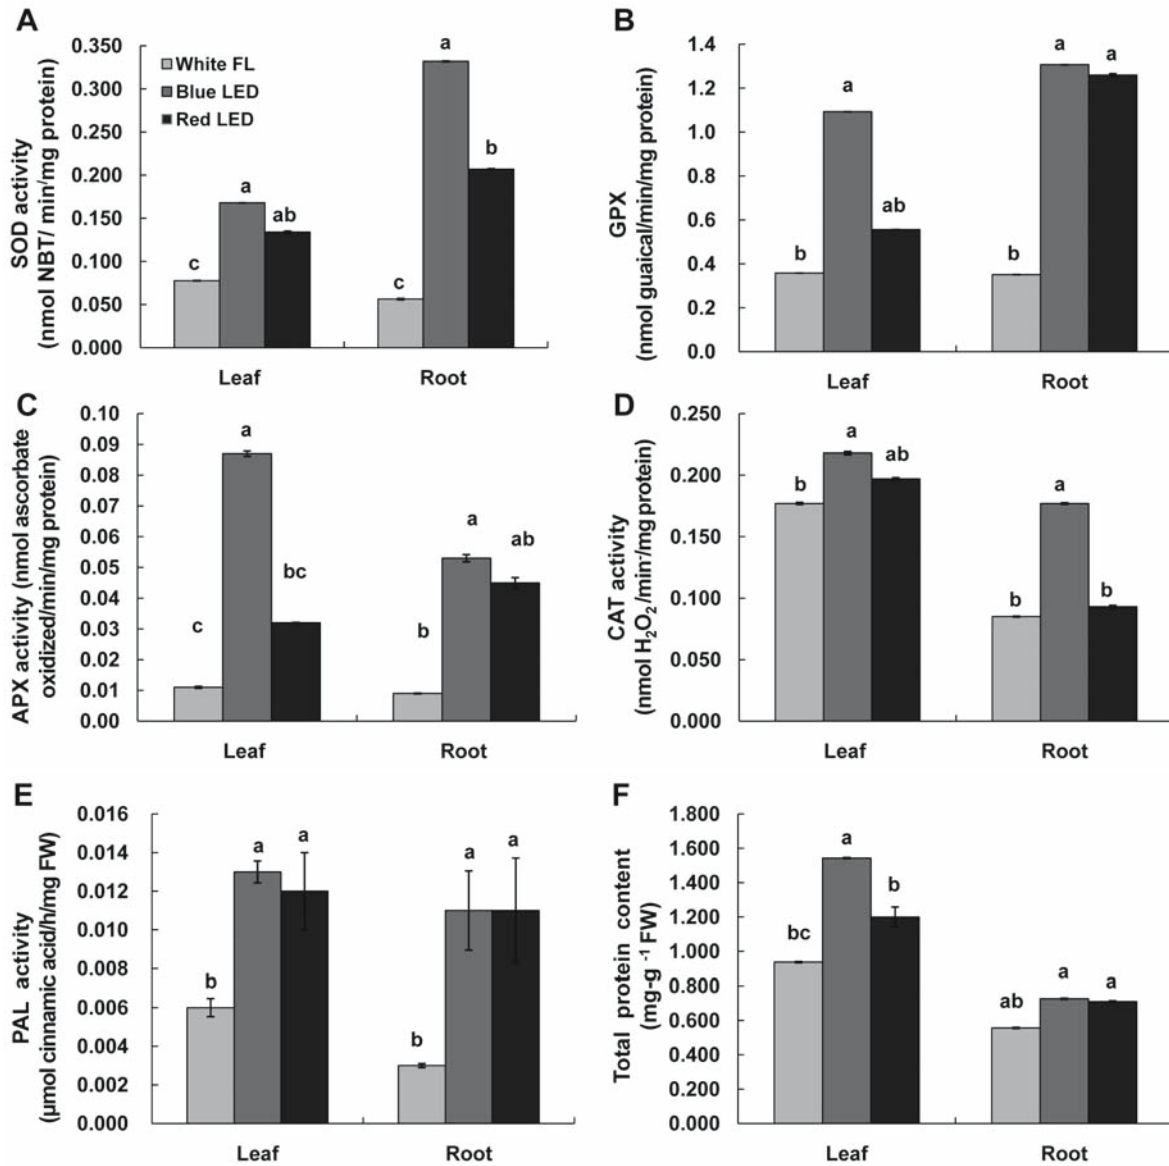 A
SOD activity
(nmol NBT/ min/mg protein)
0.350
0.300
0.250
0.200
0.150
0.100
0.050
0.000
White FL
Blue LED
Red LED
c
a
ab
c
a
b
Leaf
Root
B
GPX
(nmol guaical/min/mg protein)
1.4
1.2
1.0
0.8
0.6
0.4
0.2
0.0
b
a
ab
b
a
a
Leaf
Root
C
APX activity (nmol ascorbate
oxidized/min/mg protein)
0.10
0.09
0.08
0.07
0.06
0.05
0.04
0.03
0.02
0.01
0.00
c
a
bc
b
a
ab
Leaf
Root
D
CAT activity
(nmol H₂O₂ /min⁻/mg protein)
0.250
0.200
0.150
0.100
0.050
0.000
b
a
ab
b
a
b
Leaf
Root
E
PAL activity
(µmol cinnamic acid/h/mg FW)
0.016
0.014
0.012
0.010
0.008
0.006
0.004
0.002
0.000
b
a
a
b
a
a
Leaf
Root
F
Total protein content
(mg-g ⁻¹ FW)
1.800
1.600
1.400
1.200
1.000
0.800
0.600
0.400
0.200
0.000
bc
a
b
ab
a
a
Leaf
Root